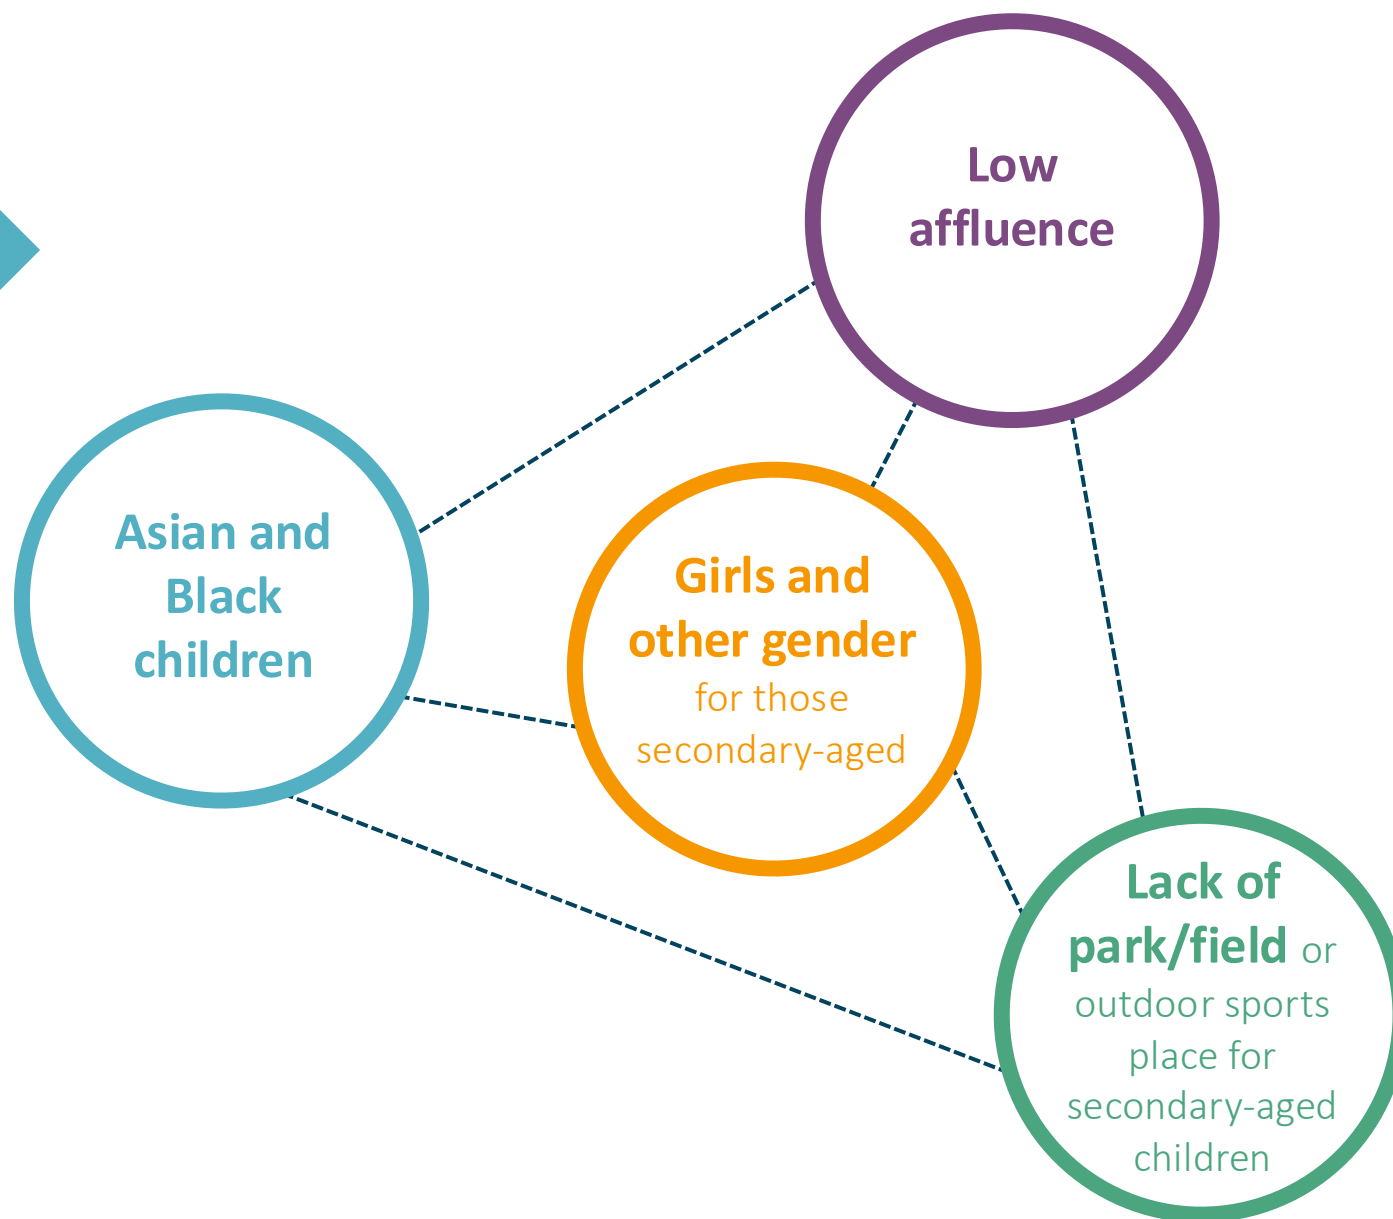 Low
affluence
Asian and
Black
children
Girls and
other gender
for those
secondary-aged
Lack of
park/field or
outdoor sports
place for
secondary-aged
children